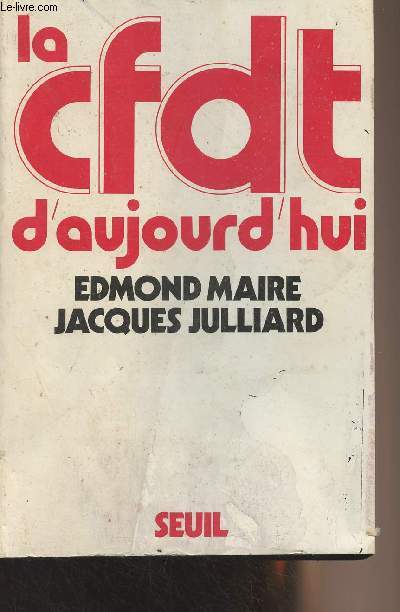 Le-livre.com
la
cfdt
d'aujourd'hui
EDMOND MAIRE
JACQUES JULLIARD
SEUIL